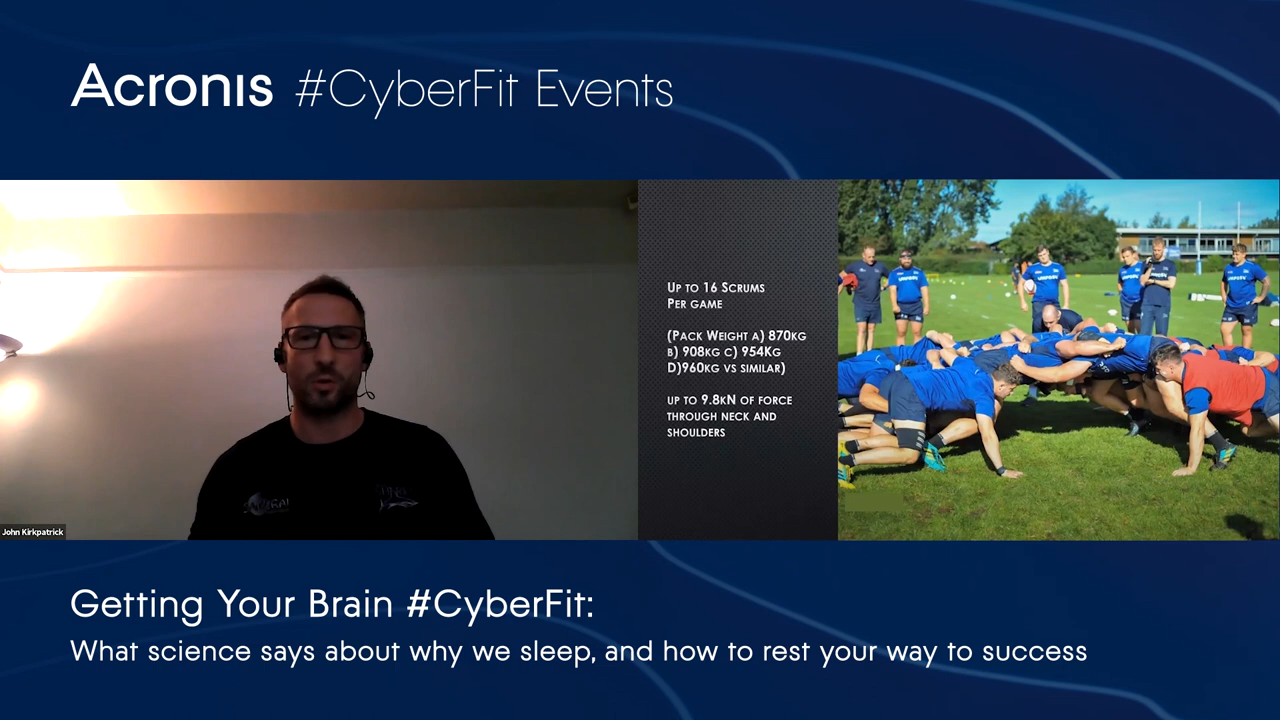 Acronis #CyberFit Events
Up to 16 Scrums
Per game
(Pack Weight a) 870kg
b) 908kg c) 954Kg
D)960kg vs similar)
up to 9.8kN of force
through neck and
shoulders
John Kirkpatrick
Getting Your Brain #CyberFit:
What science says about why we sleep, and how to rest your way to success